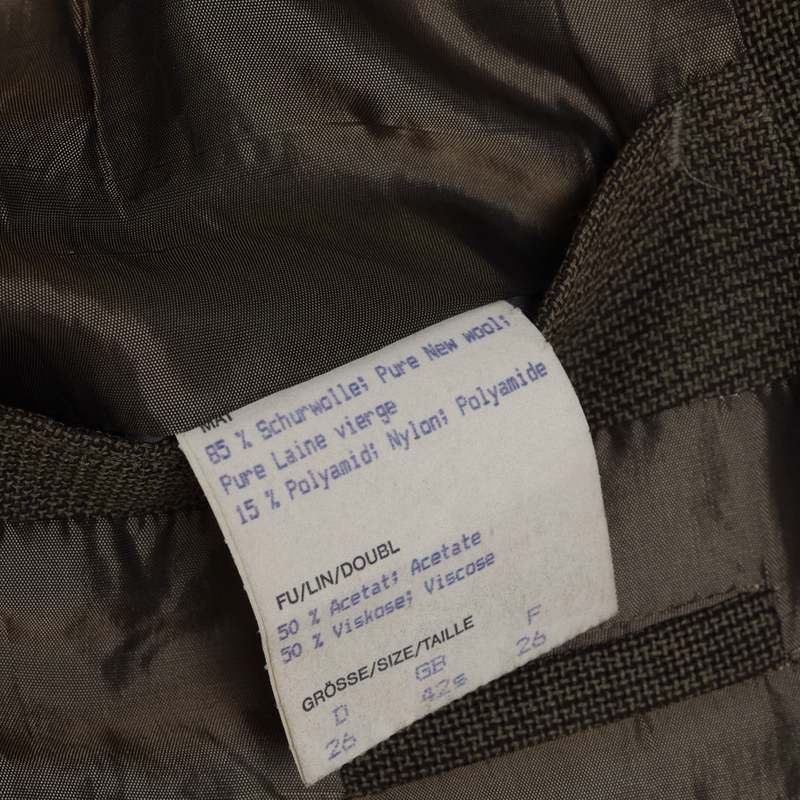 MAT
85 % Schurwolle; Pure New wool;
Pure Laine vierge
15 % Polyamid; Nylon; Polyamide
FU/LIN/DOUBL
50 % Acetat; Acetate
50 % Viskose; Viscose
GRÖSSE/SIZE/TAILLE
D GB F
26 42s 26